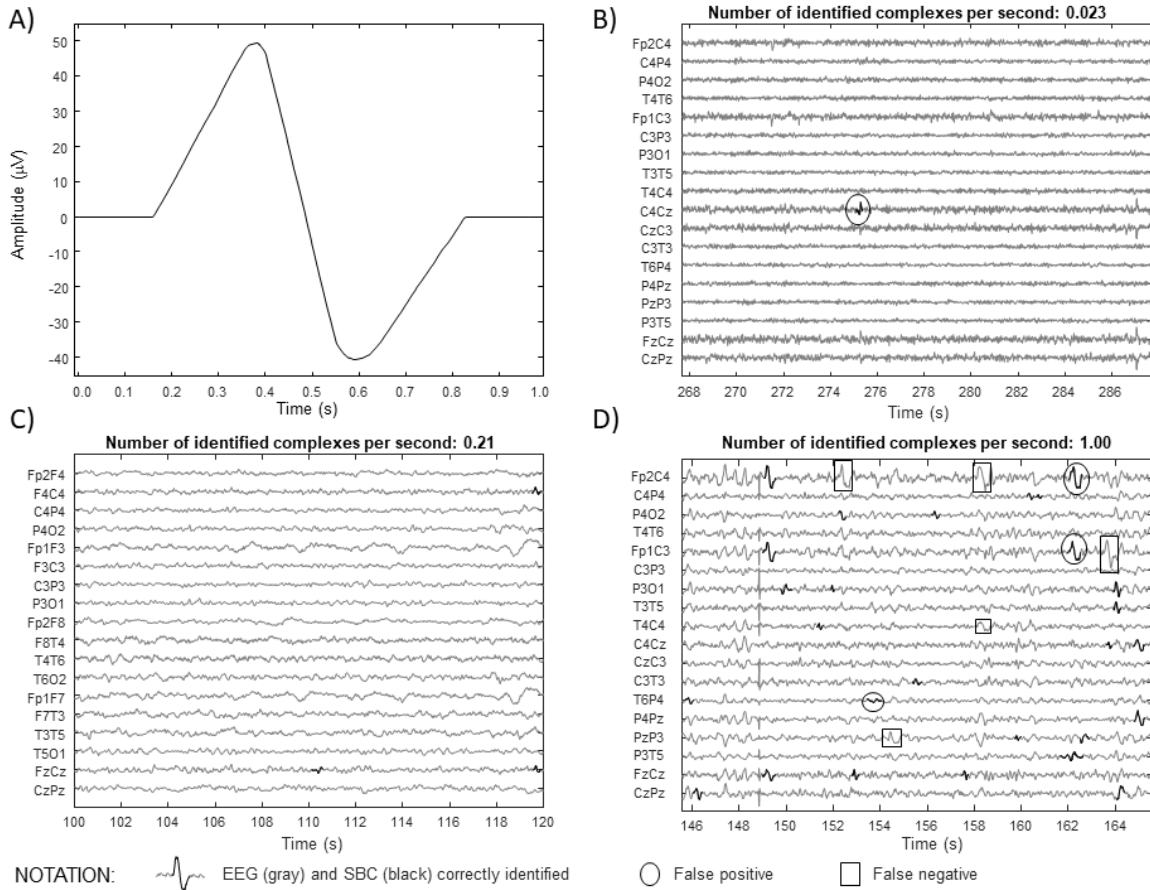 A)
50
40
30
20
10
0
-10
-20
-30
-40
Amplitude (µV)
0.0 0.1 0.2 0.3 0.4 0.5 0.6 0.7 0.8 0.9 1.0
Time (s)
B)
Number of identified complexes per second: 0.023
Fp2C4
C4P4
P4O2
T4T6
Fp1C3
C3P3
P3O1
T3T5
T4C4
C4Cz
CzC3
C3T3
T6P4
P4Pz
PzP3
P3T5
FzCz
CzPz
268 270 272 274 276 278 280 282 284 286
Time (s)
C)
Number of identified complexes per second: 0.21
Fp2F4
F4C4
C4P4
P4O2
Fp1F3
F3C3
C3P3
P3O1
Fp2F8
F8T4
T4T6
T6O2
Fp1F7
F7T3
T3T5
T5O1
FzCz
CzPz
100 102 104 106 108 110 112 114 116 118 120
Time (s)
D)
Number of identified complexes per second: 1.00
Fp2C4
C4P4
P4O2
T4T6
Fp1C3
C3P3
P3O1
T3T5
T4C4
C4Cz
CzC3
C3T3
T6P4
P4Pz
PzP3
P3T5
FzCz
CzPz
146 148 150 152 154 156 158 160 162 164
Time (s)
NOTATION: EEG (gray) and SBC (black) correctly identified False positive False negative